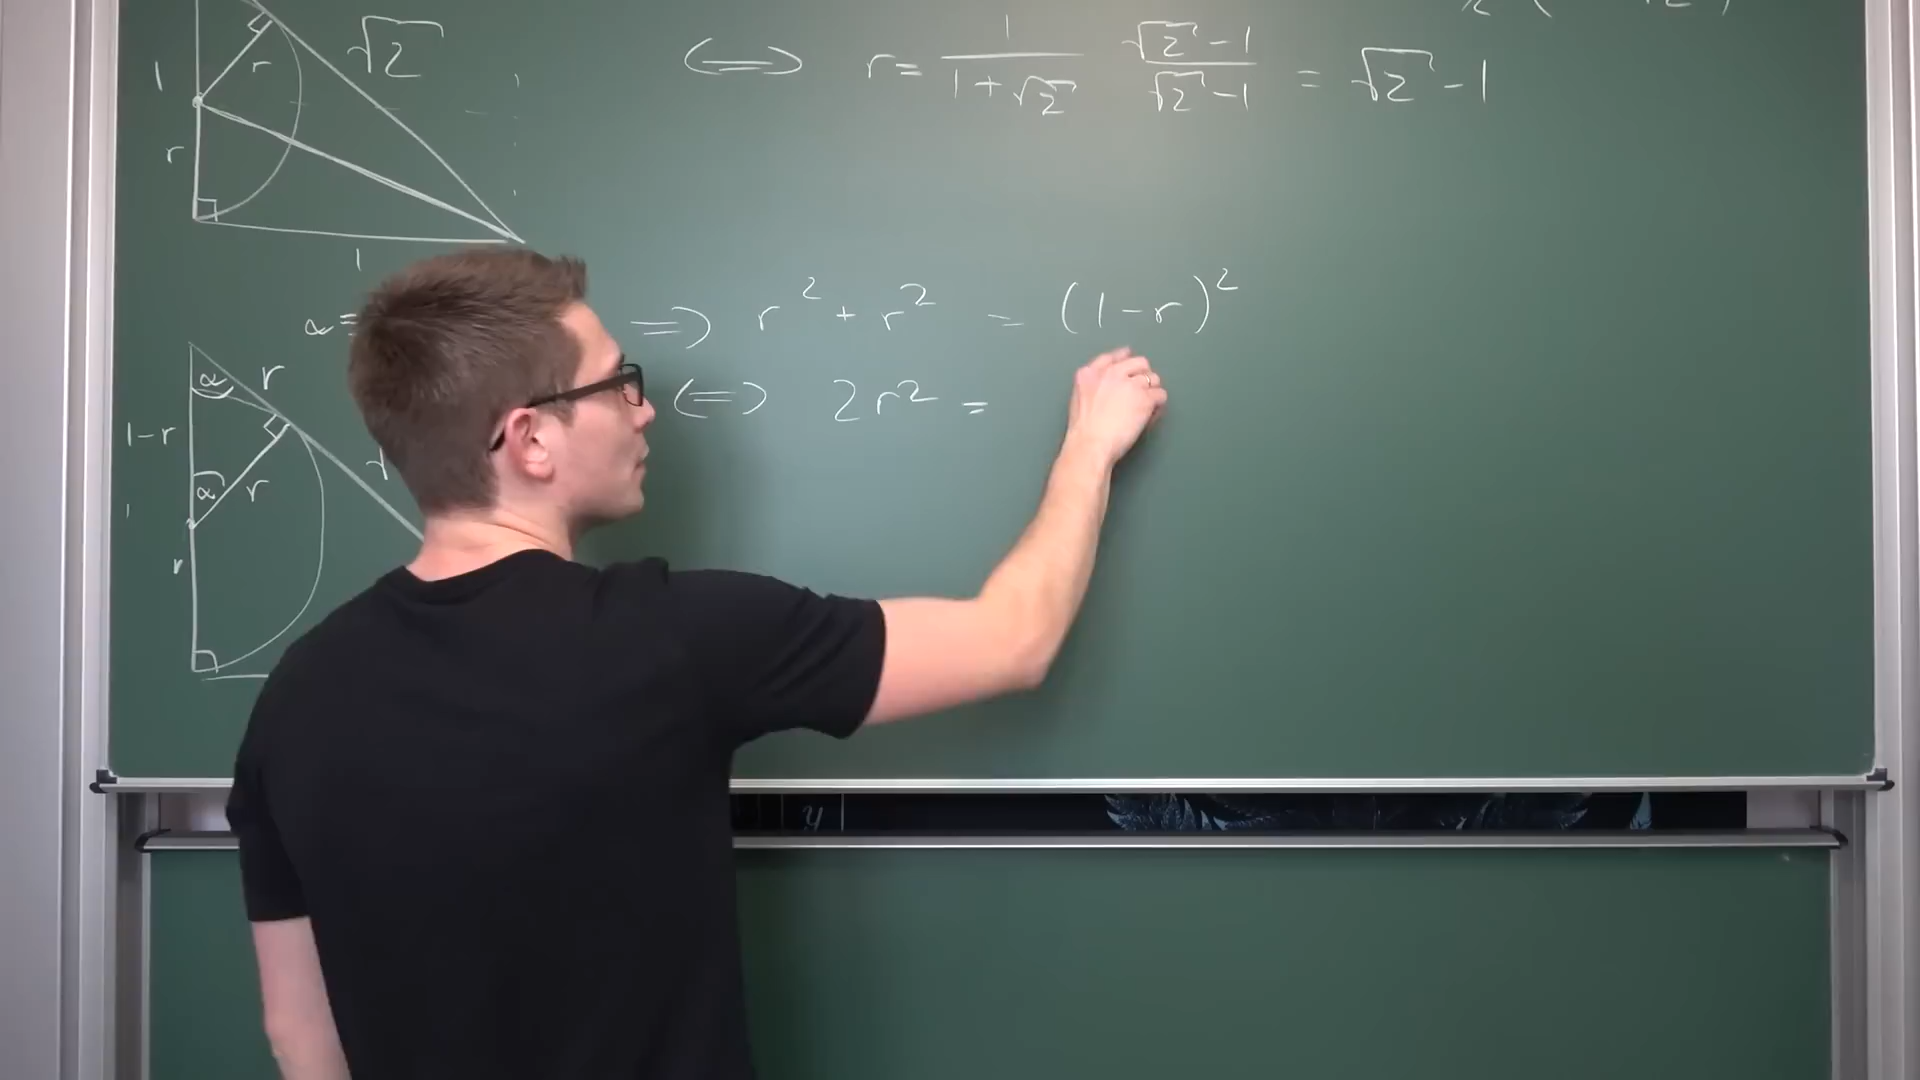 √2
1
r
r
1
⟺ r = 1/(1+√2) (√2-1)/(√2-1) = √2-1
α =
⟹ r² + r² = (1-r)²
⟺ 2r² =
α
r
1-r
α
r
r
y